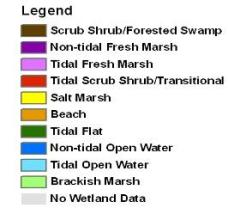 Legend
Scrub Shrub/Forested Swamp
Non-tidal Fresh Marsh
Tidal Fresh Marsh
Tidal Scrub Shrub/Transitional
Salt Marsh
Beach
Tidal Flat
Non-tidal Open Water
Tidal Open Water
Brackish Marsh
No Wetland Data